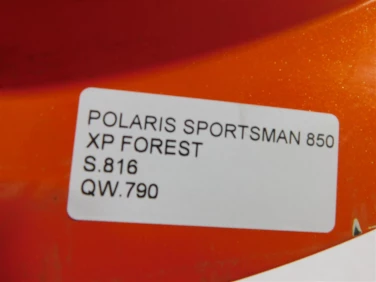 POLARIS SPORTSMAN 850
XP FOREST
S.816
QW.790